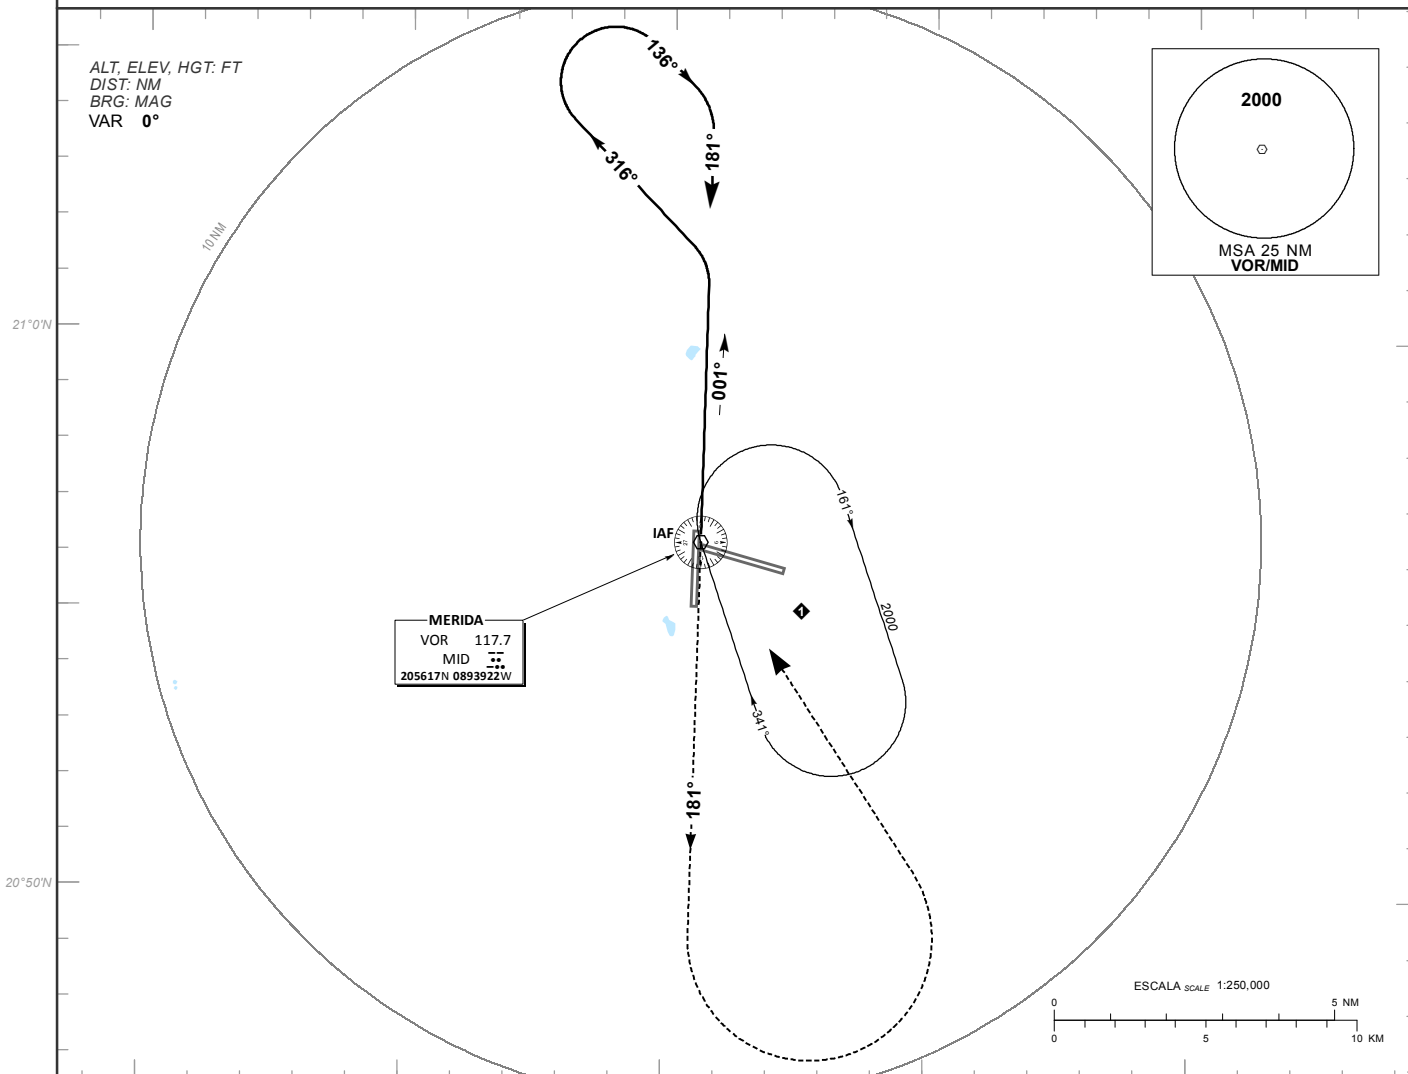 ALT, ELEV, HGT: FT
DIST: NM
BRG: MAG
VAR 0°
136°
316°
181°
10 NM
2000
MSA 25 NM
VOR/MID
21°0'N
001°
161°
IAF
2000
1
MERIDA
VOR 117.7
MID
205617N 0893922W
341°
181°
20°50'N
ESCALA SCALE 1:250,000
0 5 NM
0 5 10 KM